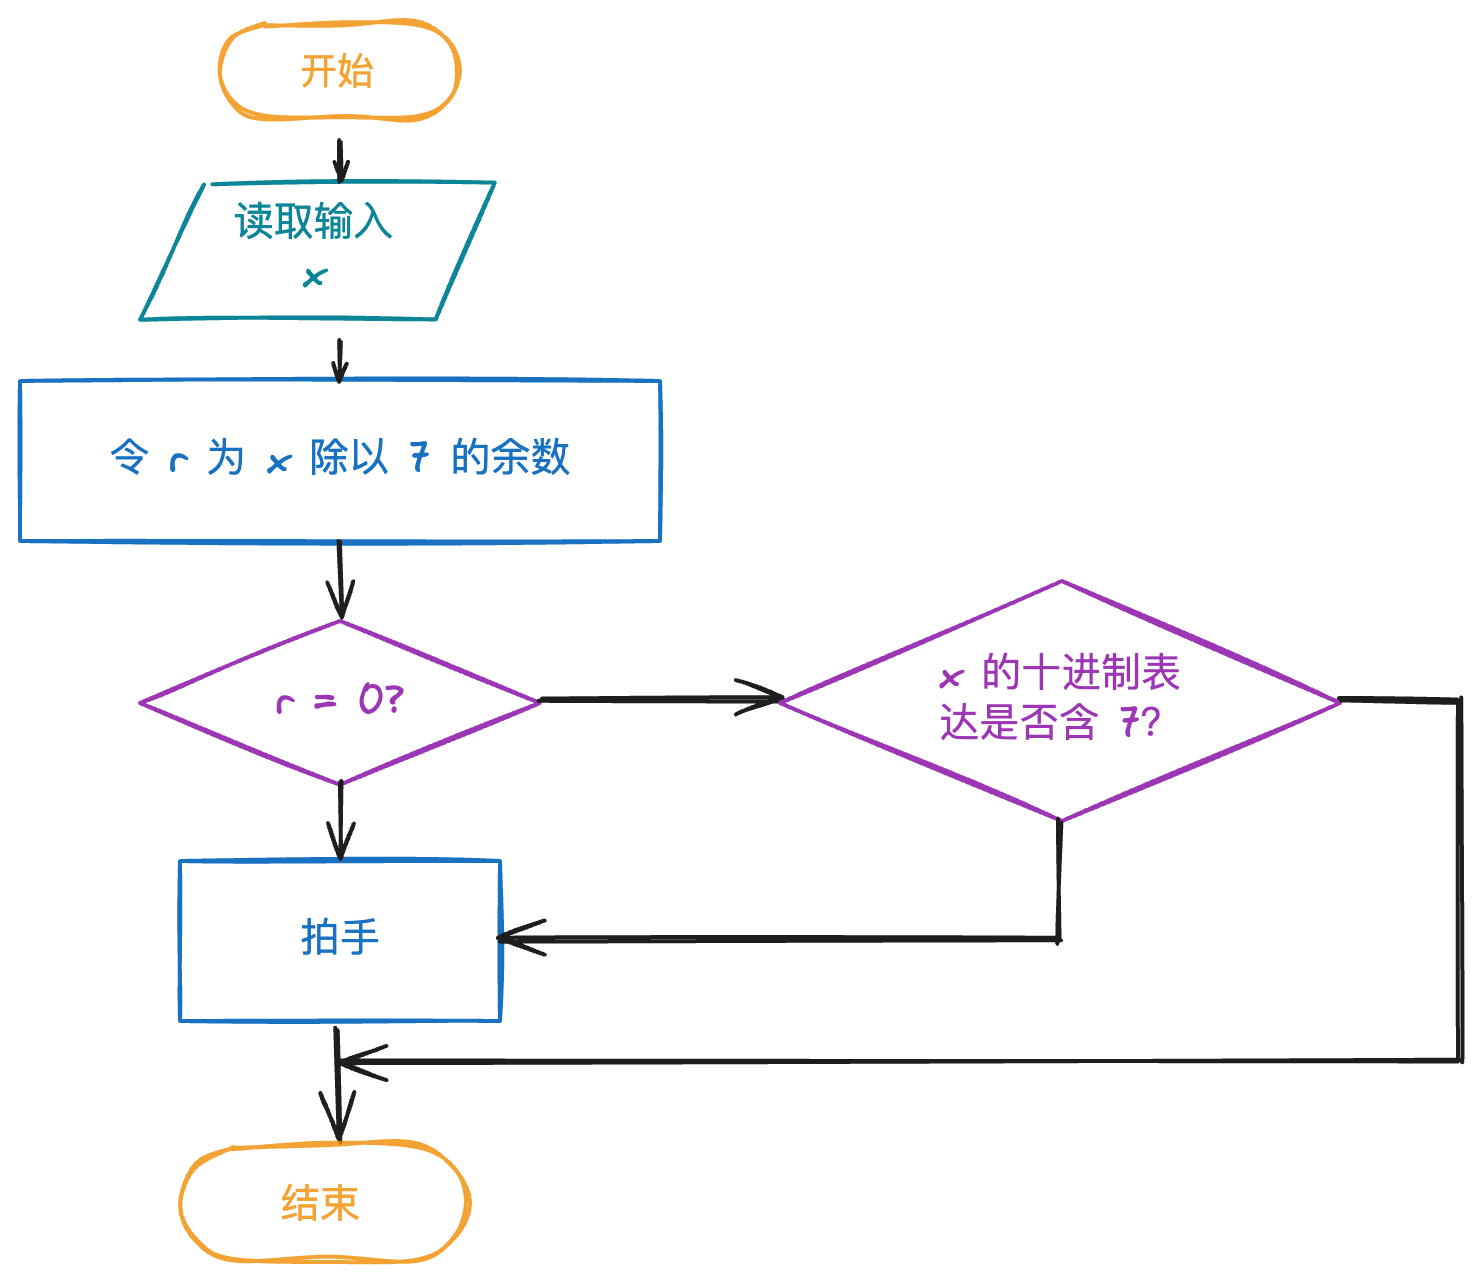 开始
读取输入
x
令 r 为 x 除以 7 的余数
r = 0?
x 的十进制表
达是否含 7?
拍手
结束